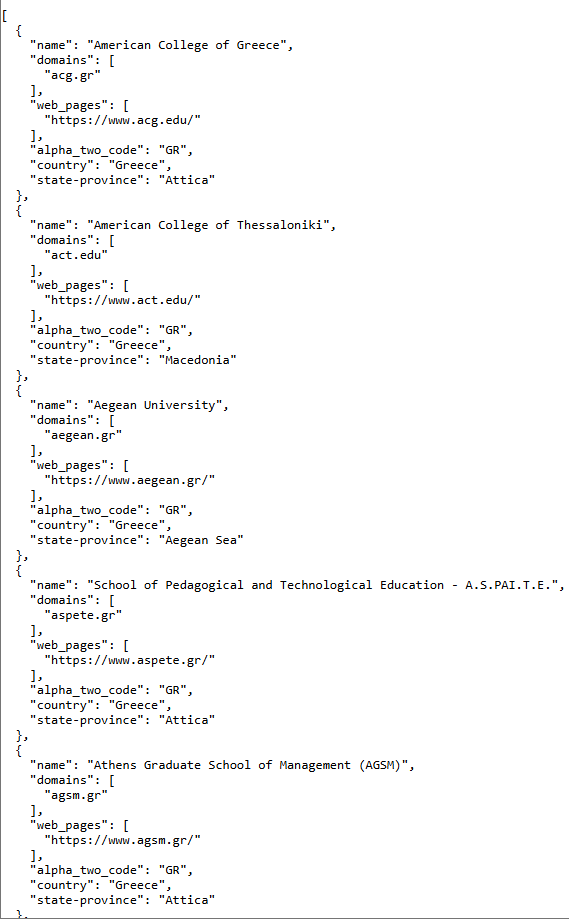 [
  {
    "name": "American College of Greece",
    "domains": [
      "acg.gr"
    ],
    "web_pages": [
      "https://www.acg.edu/"
    ],
    "alpha_two_code": "GR",
    "country": "Greece",
    "state-province": "Attica"
  },
  {
    "name": "American College of Thessaloniki",
    "domains": [
      "act.edu"
    ],
    "web_pages": [
      "https://www.act.edu/"
    ],
    "alpha_two_code": "GR",
    "country": "Greece",
    "state-province": "Macedonia"
  },
  {
    "name": "Aegean University",
    "domains": [
      "aegean.gr"
    ],
    "web_pages": [
      "https://www.aegean.gr/"
    ],
    "alpha_two_code": "GR",
    "country": "Greece",
    "state-province": "Aegean Sea"
  },
  {
    "name": "School of Pedagogical and Technological Education - A.S.PAI.T.E.",
    "domains": [
      "aspete.gr"
    ],
    "web_pages": [
      "https://www.aspete.gr/"
    ],
    "alpha_two_code": "GR",
    "country": "Greece",
    "state-province": "Attica"
  },
  {
    "name": "Athens Graduate School of Management (AGSM)",
    "domains": [
      "agsm.gr"
    ],
    "web_pages": [
      "https://www.agsm.gr/"
    ],
    "alpha_two_code": "GR",
    "country": "Greece",
    "state-province": "Attica"
  },